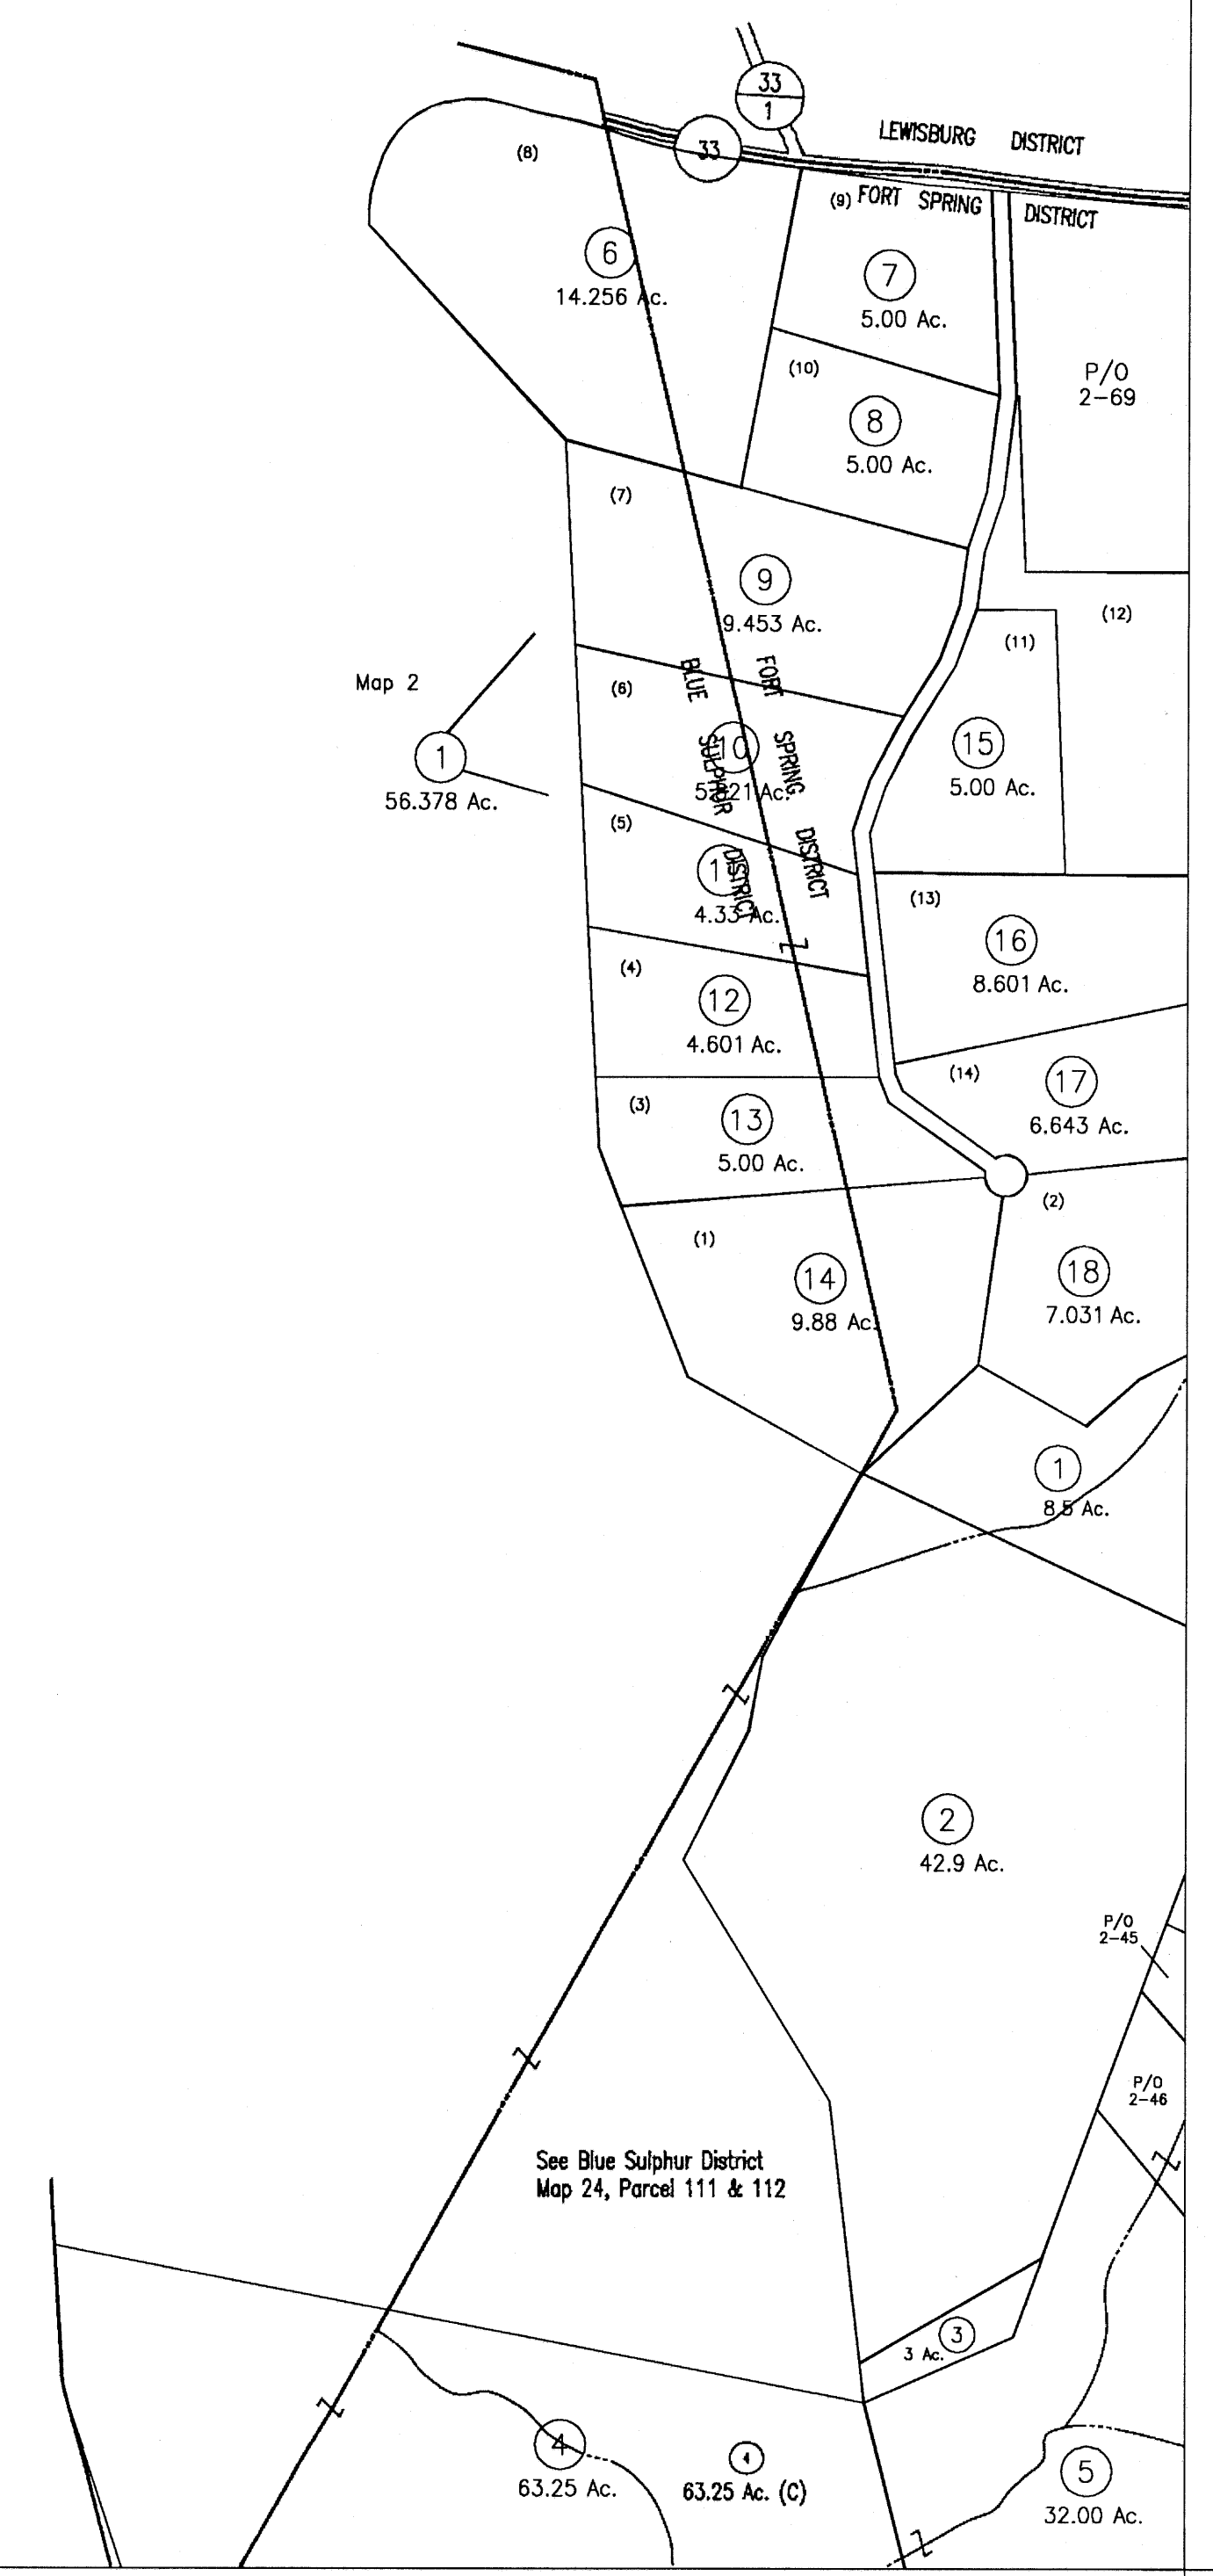 33
1
LEWISBURG DISTRICT
33
(8)
(9) FORT SPRING DISTRICT
6
14.256 Ac.
7
5.00 Ac.
P/O
2-69
(10)
8
5.00 Ac.
(7)
9
9.453 Ac.
(12)
(11)
Map 2
1
56.378 Ac.
(6)
BLUE SULPHUR DISTRICT
FORT SPRING DISTRICT
10
15
5.00 Ac.
(5)
11
4.33 Ac.
(13)
16
8.601 Ac.
(4)
12
4.601 Ac.
(14)
17
6.643 Ac.
(3)
13
5.00 Ac.
(2)
(1)
14
9.88 Ac.
18
7.031 Ac.
1
8.5 Ac.
2
42.9 Ac.
P/O
2-45
P/O
2-46
See Blue Sulphur District
Map 24, Parcel 111 & 112
3
3 Ac.
4
63.25 Ac.
4
63.25 Ac. (C)
5
32.00 Ac.